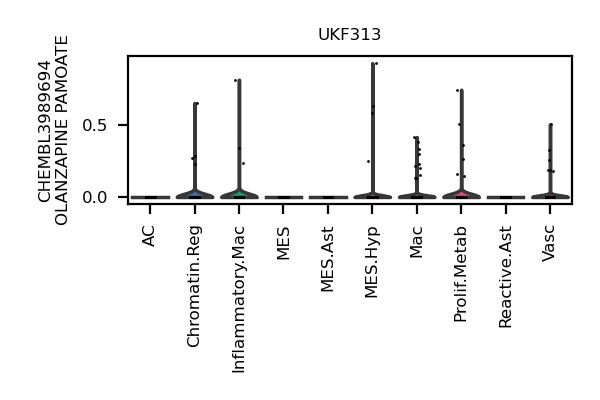 UKF313
CHEMBL3989694
OLANZAPINE PAMOATE
0.5
0.0
AC
Chromatin.Reg
Inflammatory.Mac
MES
MES.Ast
MES.Hyp
Mac
Prolif.Metab
Reactive.Ast
Vasc